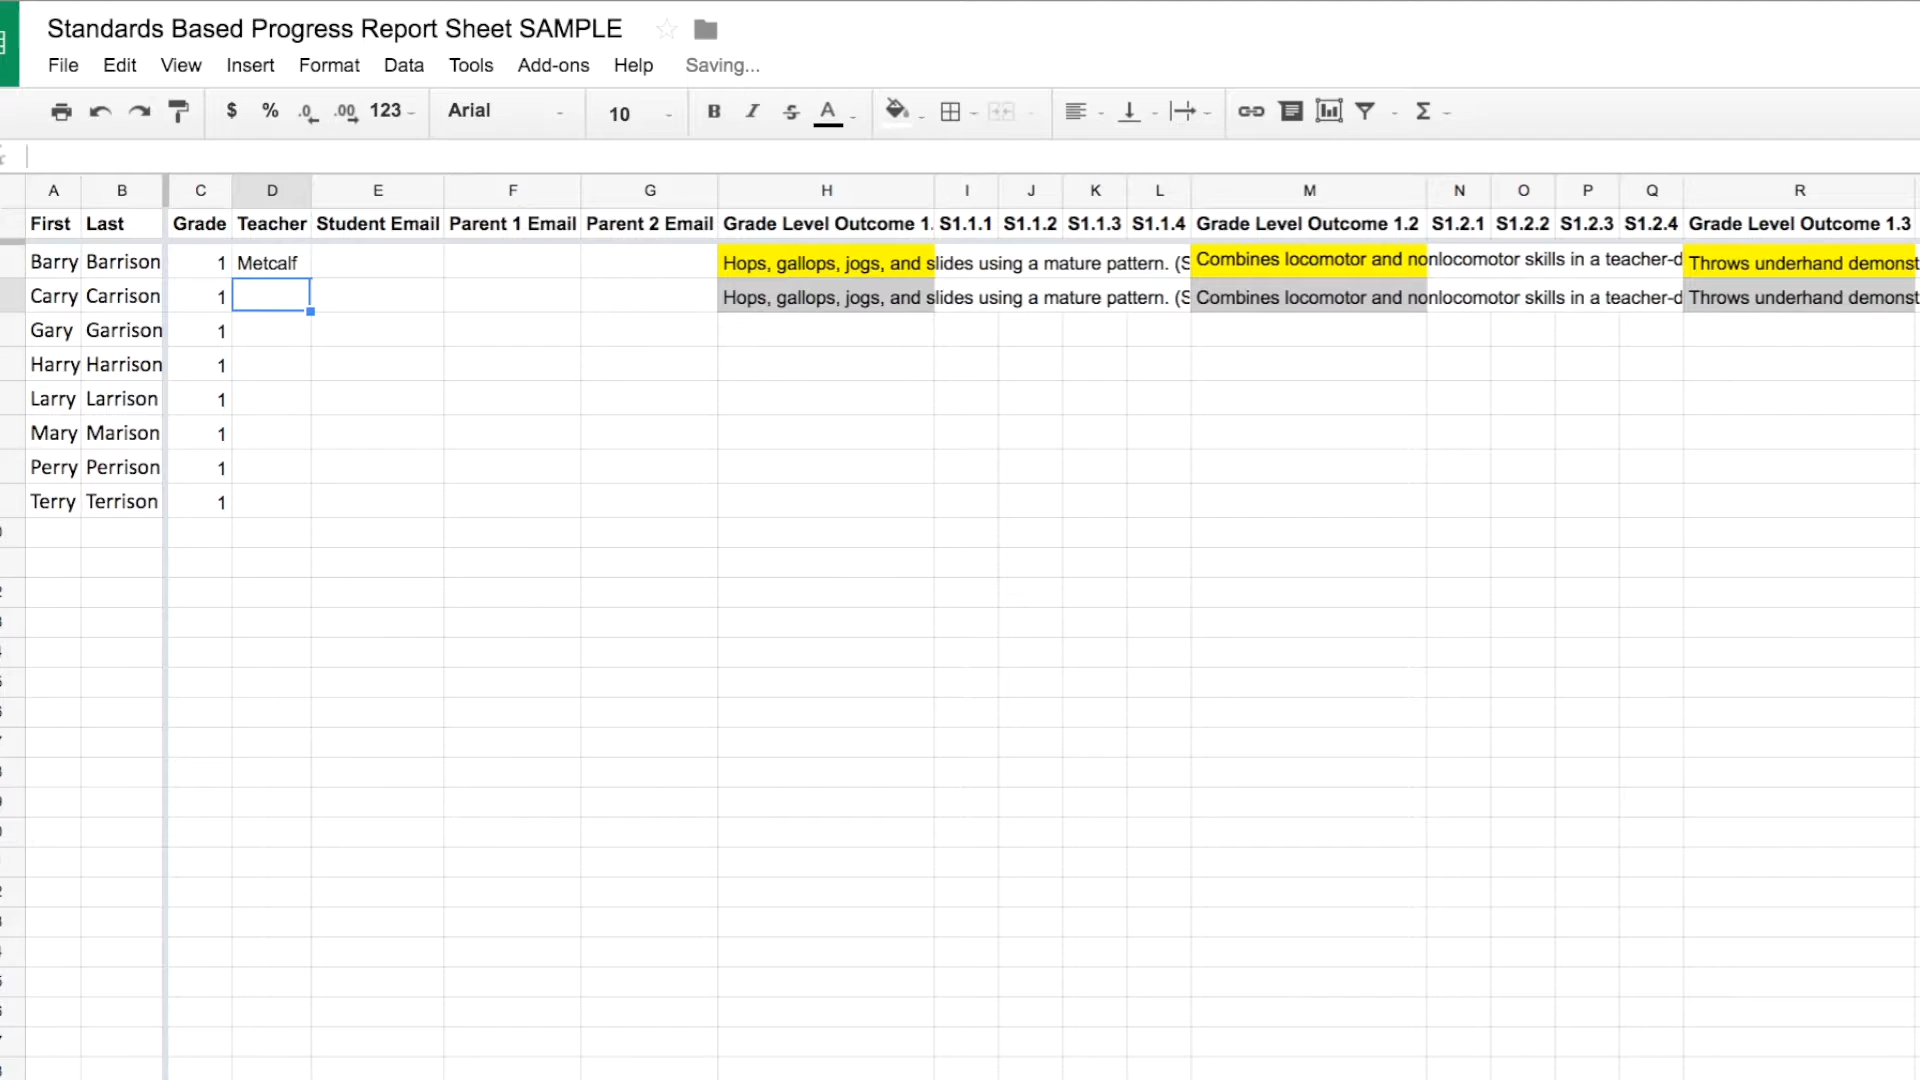 Standards Based Progress Report Sheet SAMPLE
File Edit View Insert Format Data Tools Add-ons Help Saving...
$ % .0 .00 123 Arial 10 B I S A Σ
A B C D E F G H I J K L M N O P Q R
First Last Grade Teacher Student Email Parent 1 Email Parent 2 Email Grade Level Outcome 1. S1.1.1 S1.1.2 S1.1.3 S1.1.4 Grade Level Outcome 1.2 S1.2.1 S1.2.2 S1.2.3 S1.2.4 Grade Level Outcome 1.3
Barry Barrison 1 Metcalf Hops, gallops, jogs, and slides using a mature pattern. (S Combines locomotor and nonlocomotor skills in a teacher-d Throws underhand demonst
Carry Carrison 1 Hops, gallops, jogs, and slides using a mature pattern. (S Combines locomotor and nonlocomotor skills in a teacher-d Throws underhand demonst
Gary Garrison 1
Harry Harrison 1
Larry Larrison 1
Mary Marison 1
Perry Perrison 1
Terry Terrison 1